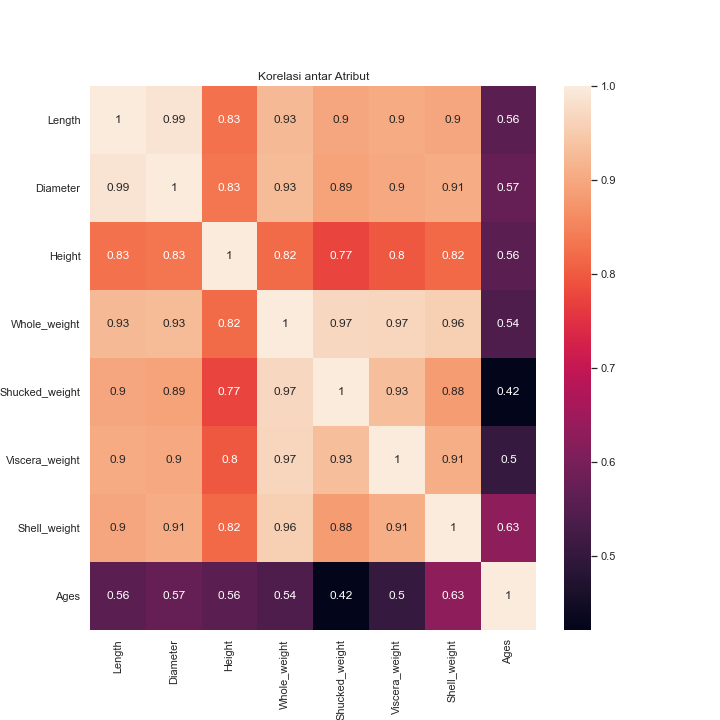 Korelasi antar Atribut
Length 1 0.99 0.83 0.93 0.9 0.9 0.9 0.56
Diameter 0.99 1 0.83 0.93 0.89 0.9 0.91 0.57
Height 0.83 0.83 1 0.82 0.77 0.8 0.82 0.56
Whole_weight 0.93 0.93 0.82 1 0.97 0.97 0.96 0.54
Shucked_weight 0.9 0.89 0.77 0.97 1 0.93 0.88 0.42
Viscera_weight 0.9 0.9 0.8 0.97 0.93 1 0.91 0.5
Shell_weight 0.9 0.91 0.82 0.96 0.88 0.91 1 0.63
Ages 0.56 0.57 0.56 0.54 0.42 0.5 0.63 1
Length
Diameter
Height
Whole_weight
Shucked_weight
Viscera_weight
Shell_weight
Ages
1.0
0.9
0.8
0.7
0.6
0.5